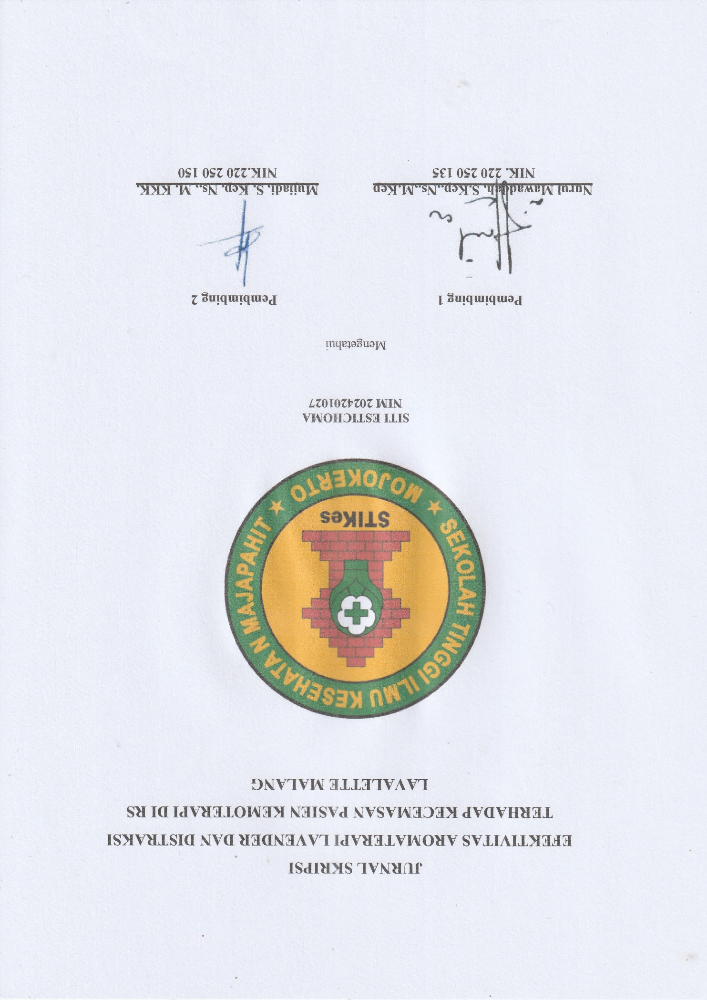 JURNAL SKRIPSI
EFEKTIVITAS AROMATERAPI LAVENDER DAN DISTRAKSI
TERHADAP KECEMASAN PASIEN KEMOTERAPI DI RS
LAVALETTE MALANG
SEKOLAH TINGGI ILMU KESEHATA N MAJAPAHIT
STIKes
MOJOKERTO
SITI ESTICHOMA
NIM 2024201027
Mengetahui
Pembimbing 1
Pembimbing 2
Nurul Mawaddah, S.Kep.,Ns.,M.Kep
Mujiadi. S. Kep. Ns., M. KKK.
NIK. 220 250 135
NIK.220 250 150